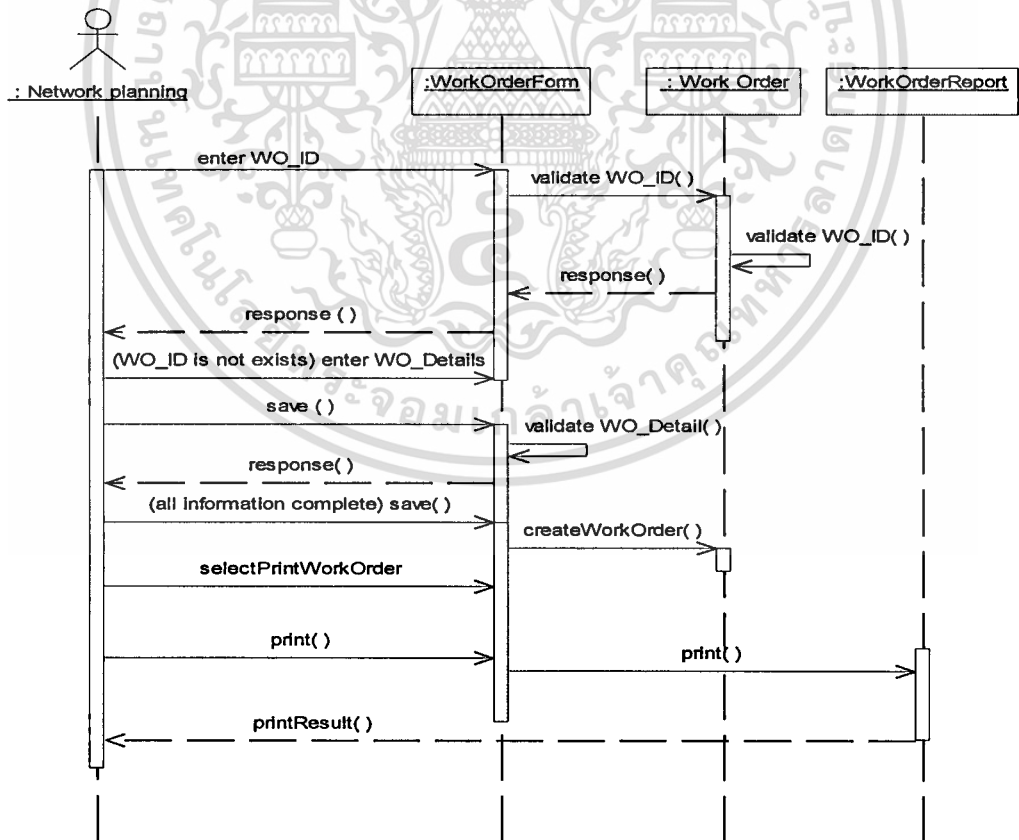 : Network planning
:WorkOrderForm
: Work Order
:WorkOrderReport
enter WO_ID
validate WO_ID( )
validate WO_ID( )
response( )
response ( )
(WO_ID is not exists) enter WO_Details
save ( )
validate WO_Detail( )
response( )
(all information complete) save( )
createWorkOrder( )
selectPrintWorkOrder
print( )
print( )
printResult( )